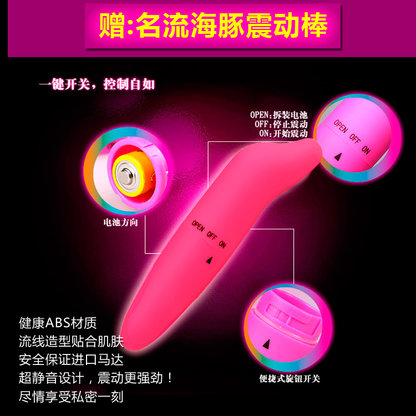 赠:名流海豚震动棒
一键开关，控制自如
OPEN:拆装电池
OFF:停止震动
ON:开始震动
OPEN OFF ON
电池方向
OPEN OFF ON
健康ABS材质
流线造型贴合肌肤
安全保证进口马达
超静音设计，震动更强劲！
尽情享受私密一刻
便捷式旋钮开关